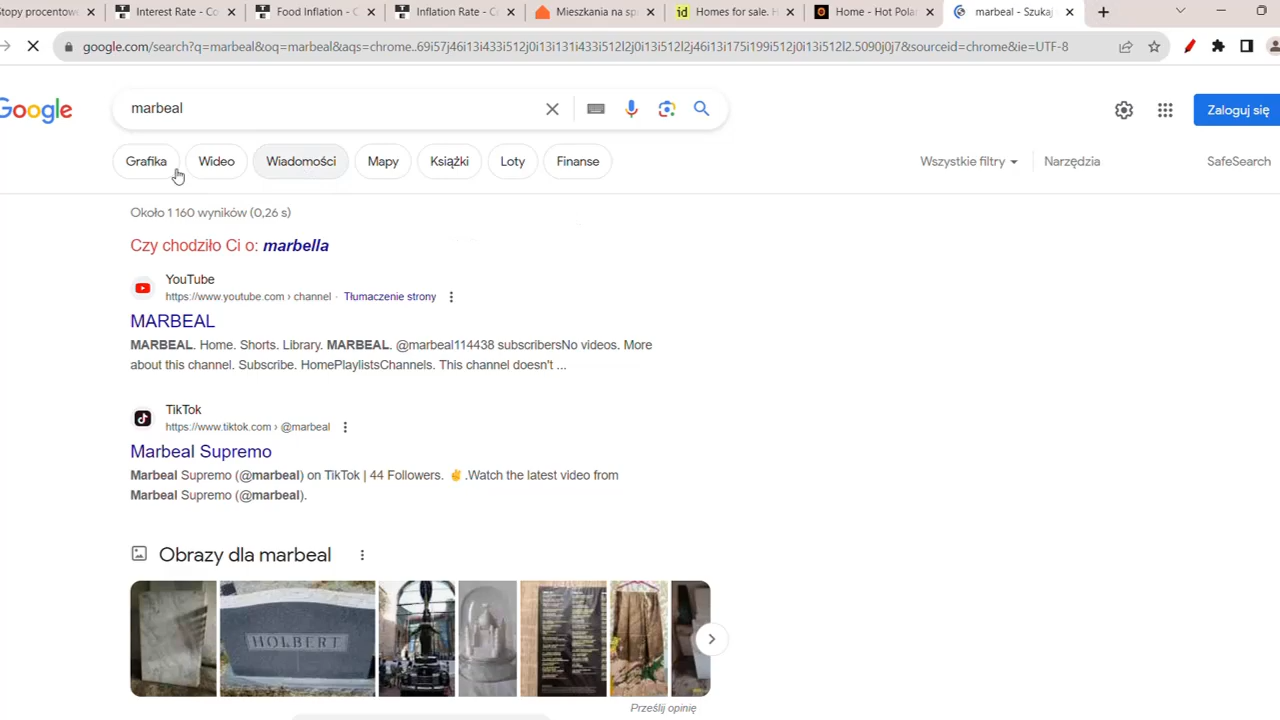 topy procentow
Interest Rate - Co
Food Inflation - C
Inflation Rate - C
Mieszkania na sp
Homes for sale. H
Home - Hot Pola
marbeal - Szukaj
google.com/search?q=marbeal&oq=marbeal&aqs=chrome..69i57j46i13i433i512j0i13i131i433i512l2j0i13i512l2j46i13i175i199i512j0i13i512l2.5090j0j7&sourceid=chrome&ie=UTF-8
Google
marbeal
Zaloguj się
Grafika
Wideo
Wiadomości
Mapy
Książki
Loty
Finanse
Wszystkie filtry
Narzędzia
SafeSearch
Około 1 160 wyników (0,26 s)
Czy chodziło Ci o: marbella
YouTube
https://www.youtube.com › channel · Tłumaczenie strony
MARBEAL
MARBEAL. Home. Shorts. Library. MARBEAL. @marbeal114438 subscribersNo videos. More
about this channel. Subscribe. HomePlaylistsChannels. This channel doesn't ...
TikTok
https://www.tiktok.com › @marbeal
Marbeal Supremo
Marbeal Supremo (@marbeal) on TikTok | 44 Followers. ✌️.Watch the latest video from
Marbeal Supremo (@marbeal).
Obrazy dla marbeal
HOLBERT
Prześlij opinię